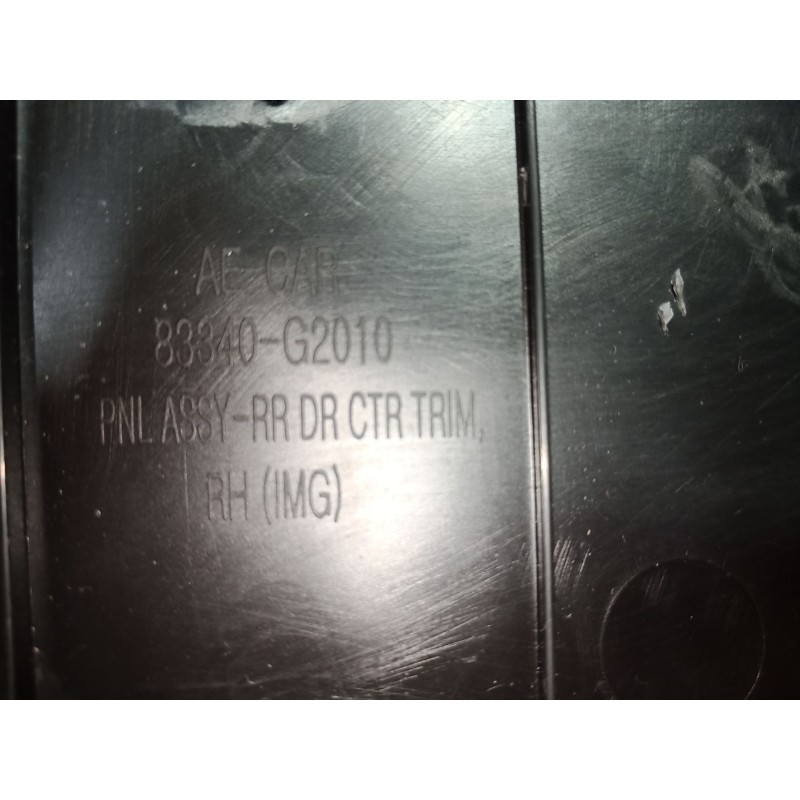 AE CAR.
83340-G2010
PNL ASSY-RR DR CTR TRIM,
RH (IMG)